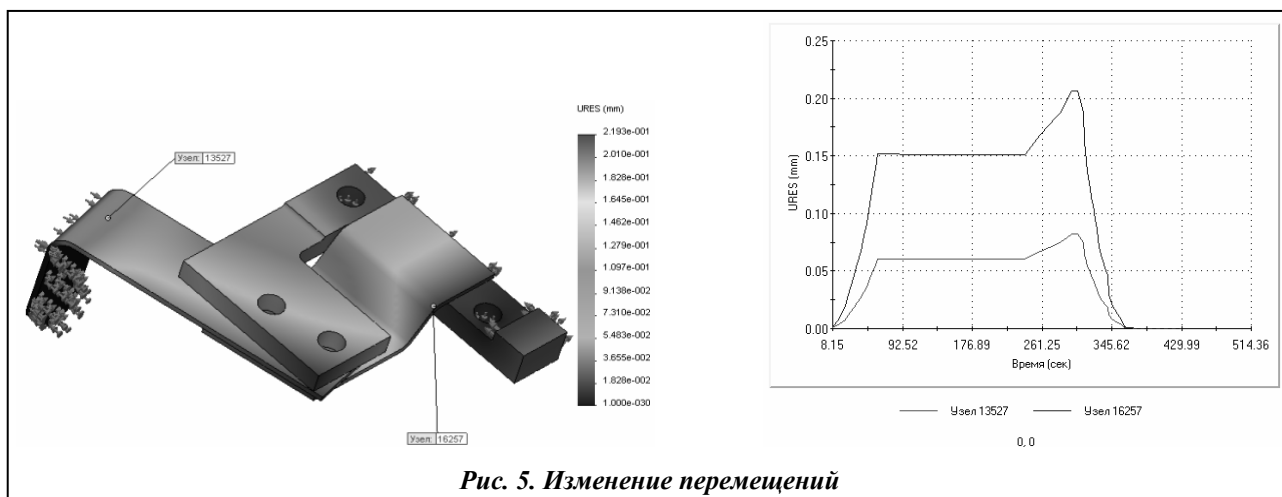 URES (mm)
2.193e-001
2.010e-001
1.828e-001
1.645e-001
1.462e-001
1.279e-001
1.097e-001
9.138e-002
7.310e-002
5.483e-002
3.655e-002
1.828e-002
1.000e-030
Узел: 13527
Узел: 16257
URES (mm)
0.25
0.20
0.15
0.10
0.05
0.00
8.15 92.52 176.89 261.25 345.62 429.99 514.36
Время (сек)
Узел 13527 Узел 16257
0, 0
Рис. 5. Изменение перемещений